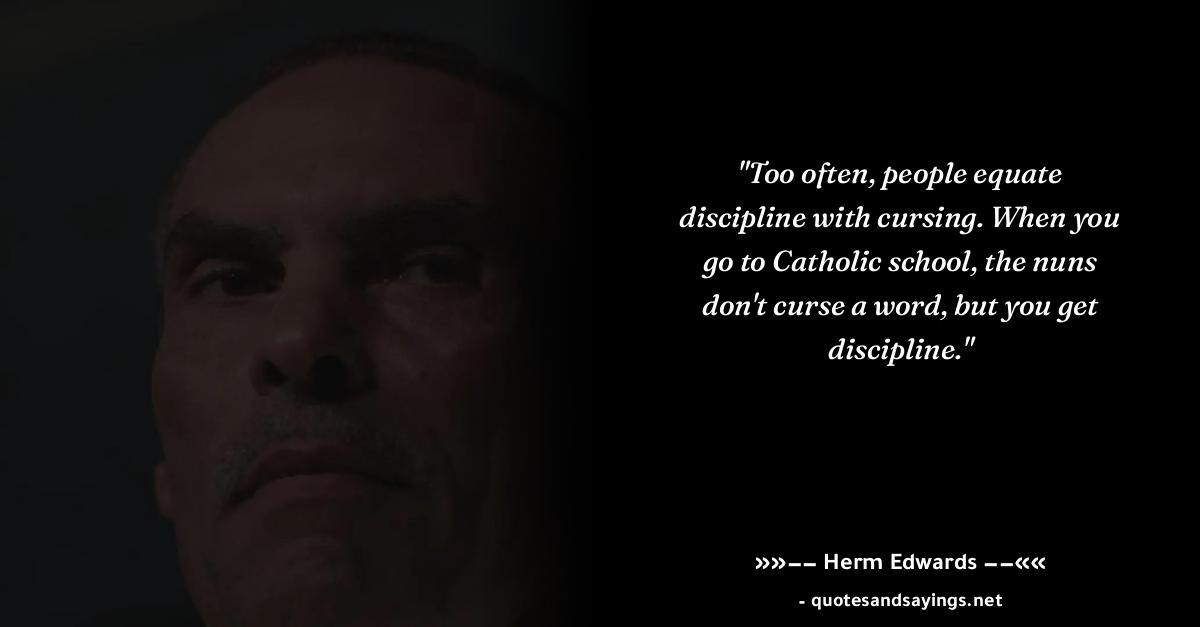 "Too often, people equate
discipline with cursing. When you
go to Catholic school, the nuns
don't curse a word, but you get
discipline."
»»–– Herm Edwards ––««
- quotesandsayings.net